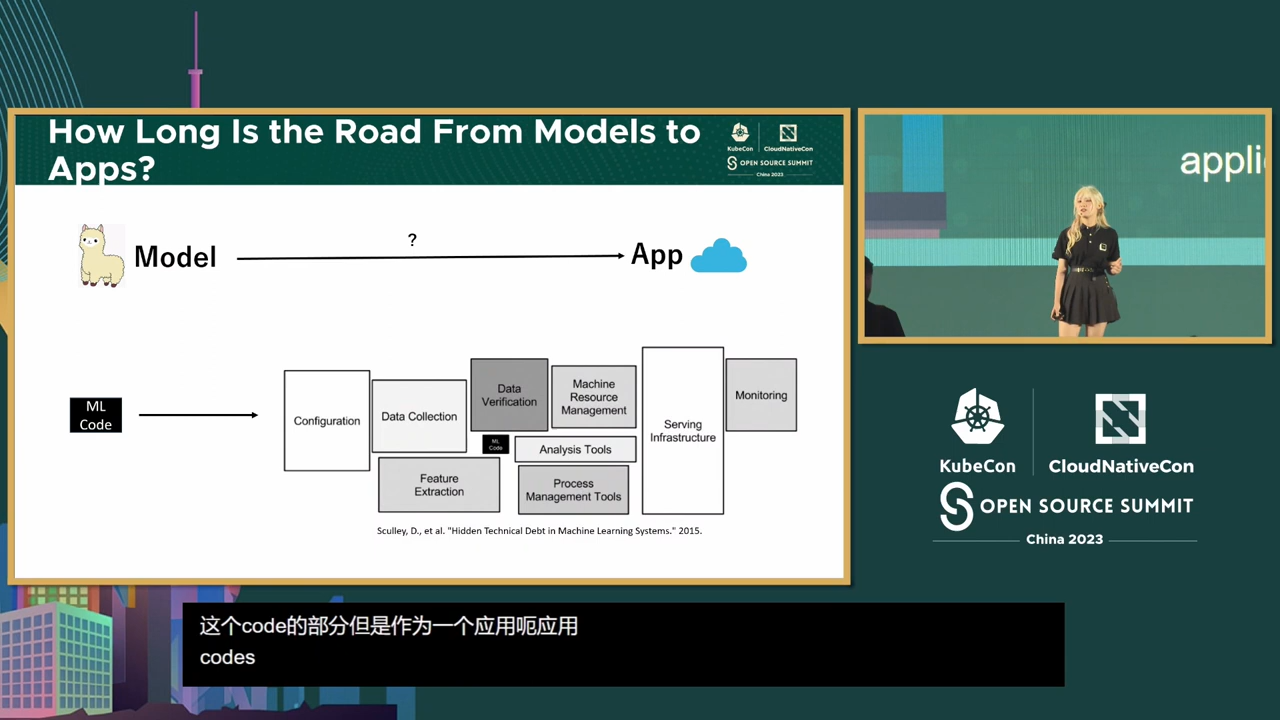 How Long Is the Road From Models to
Apps?
KubeCon
CloudNativeCon
OPEN SOURCE SUMMIT
China 2023
?
Model
App
ML
Code
Configuration
Data Collection
Data
Verification
Machine
Resource
Management
Serving
Infrastructure
Monitoring
ML
Code
Analysis Tools
Feature
Extraction
Process
Management Tools
Sculley, D., et al. "Hidden Technical Debt in Machine Learning Systems." 2015.
appli
KubeCon
CloudNativeCon
OPEN SOURCE SUMMIT
China 2023
这个code的部分但是作为一个应用呃应用
codes